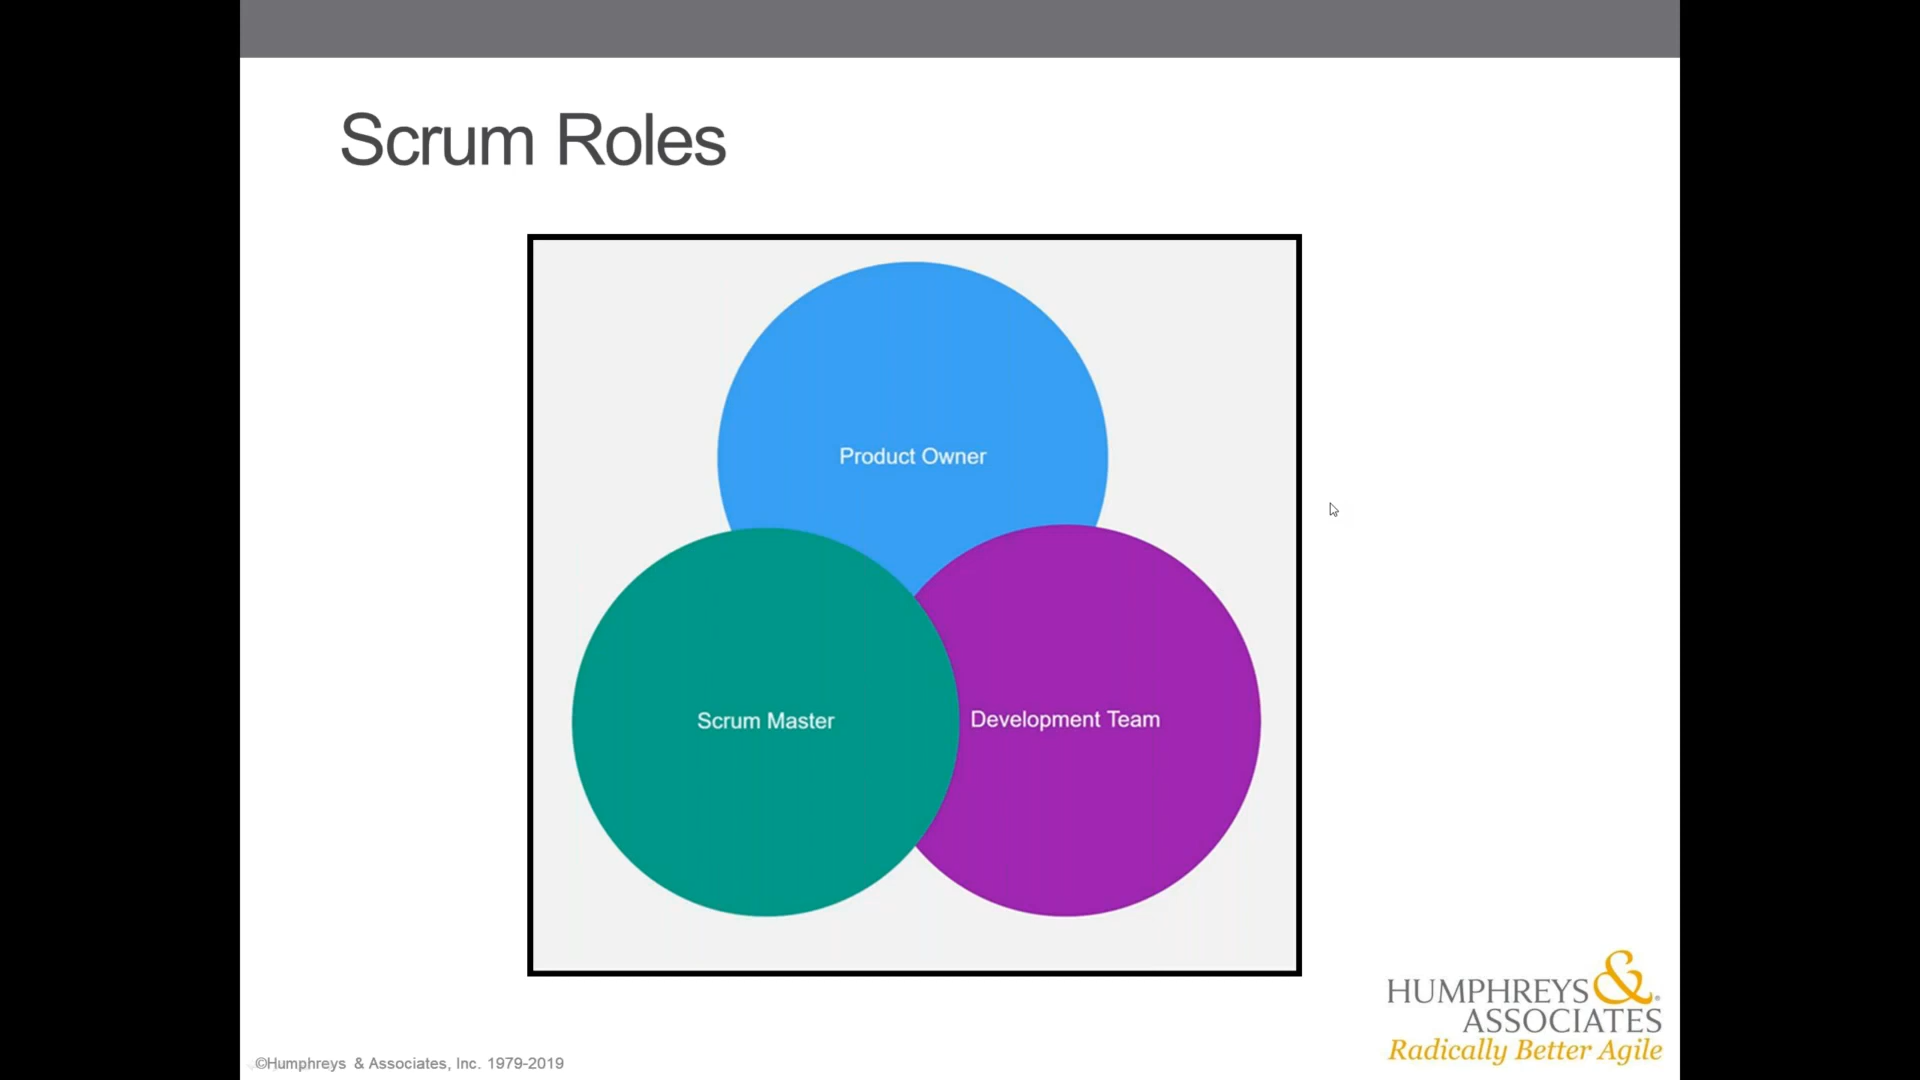 Scrum Roles
Product Owner
Scrum Master
Development Team
HUMPHREYS &®
ASSOCIATES
Radically Better Agile
©Humphreys & Associates, Inc. 1979-2019